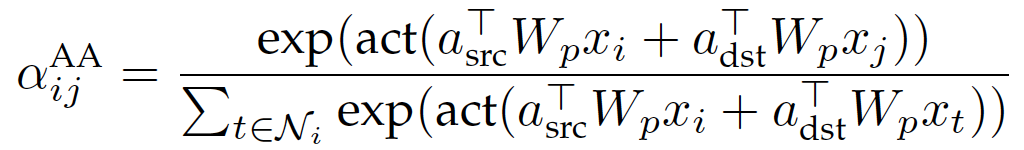 α_{ij}^{AA} = \frac{exp(act(a_{src}^⊤ W_p x_i + a_{dst}^⊤ W_p x_j))}{∑_{t∈𝒩_i} exp(act(a_{src}^⊤ W_p x_i + a_{dst}^⊤ W_p x_t))}